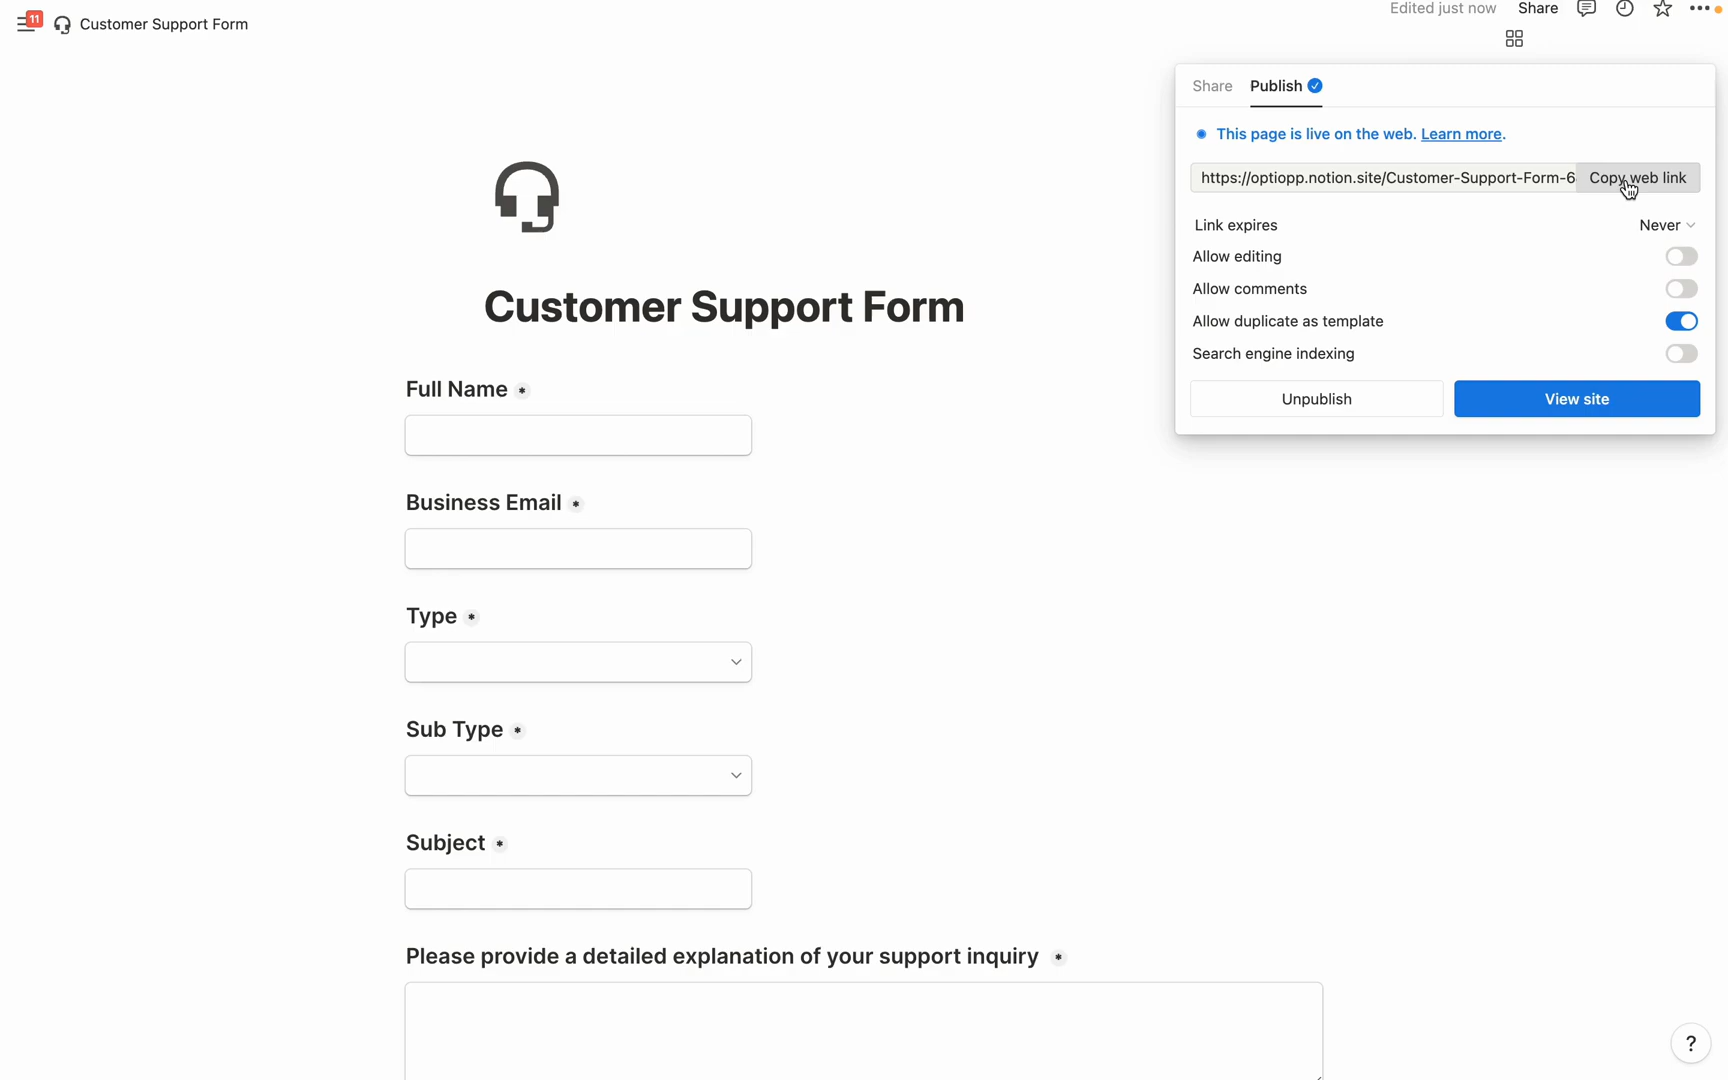 11
Customer Support Form
Edited just now
Share
Share
Publish
This page is live on the web. Learn more.
https://optiopp.notion.site/Customer-Support-Form-6
Copy web link
Link expires
Never
Allow editing
Allow comments
Allow duplicate as template
Search engine indexing
Unpublish
View site
Customer Support Form
Full Name *
Business Email *
Type *
Sub Type *
Subject *
Please provide a detailed explanation of your support inquiry *
?